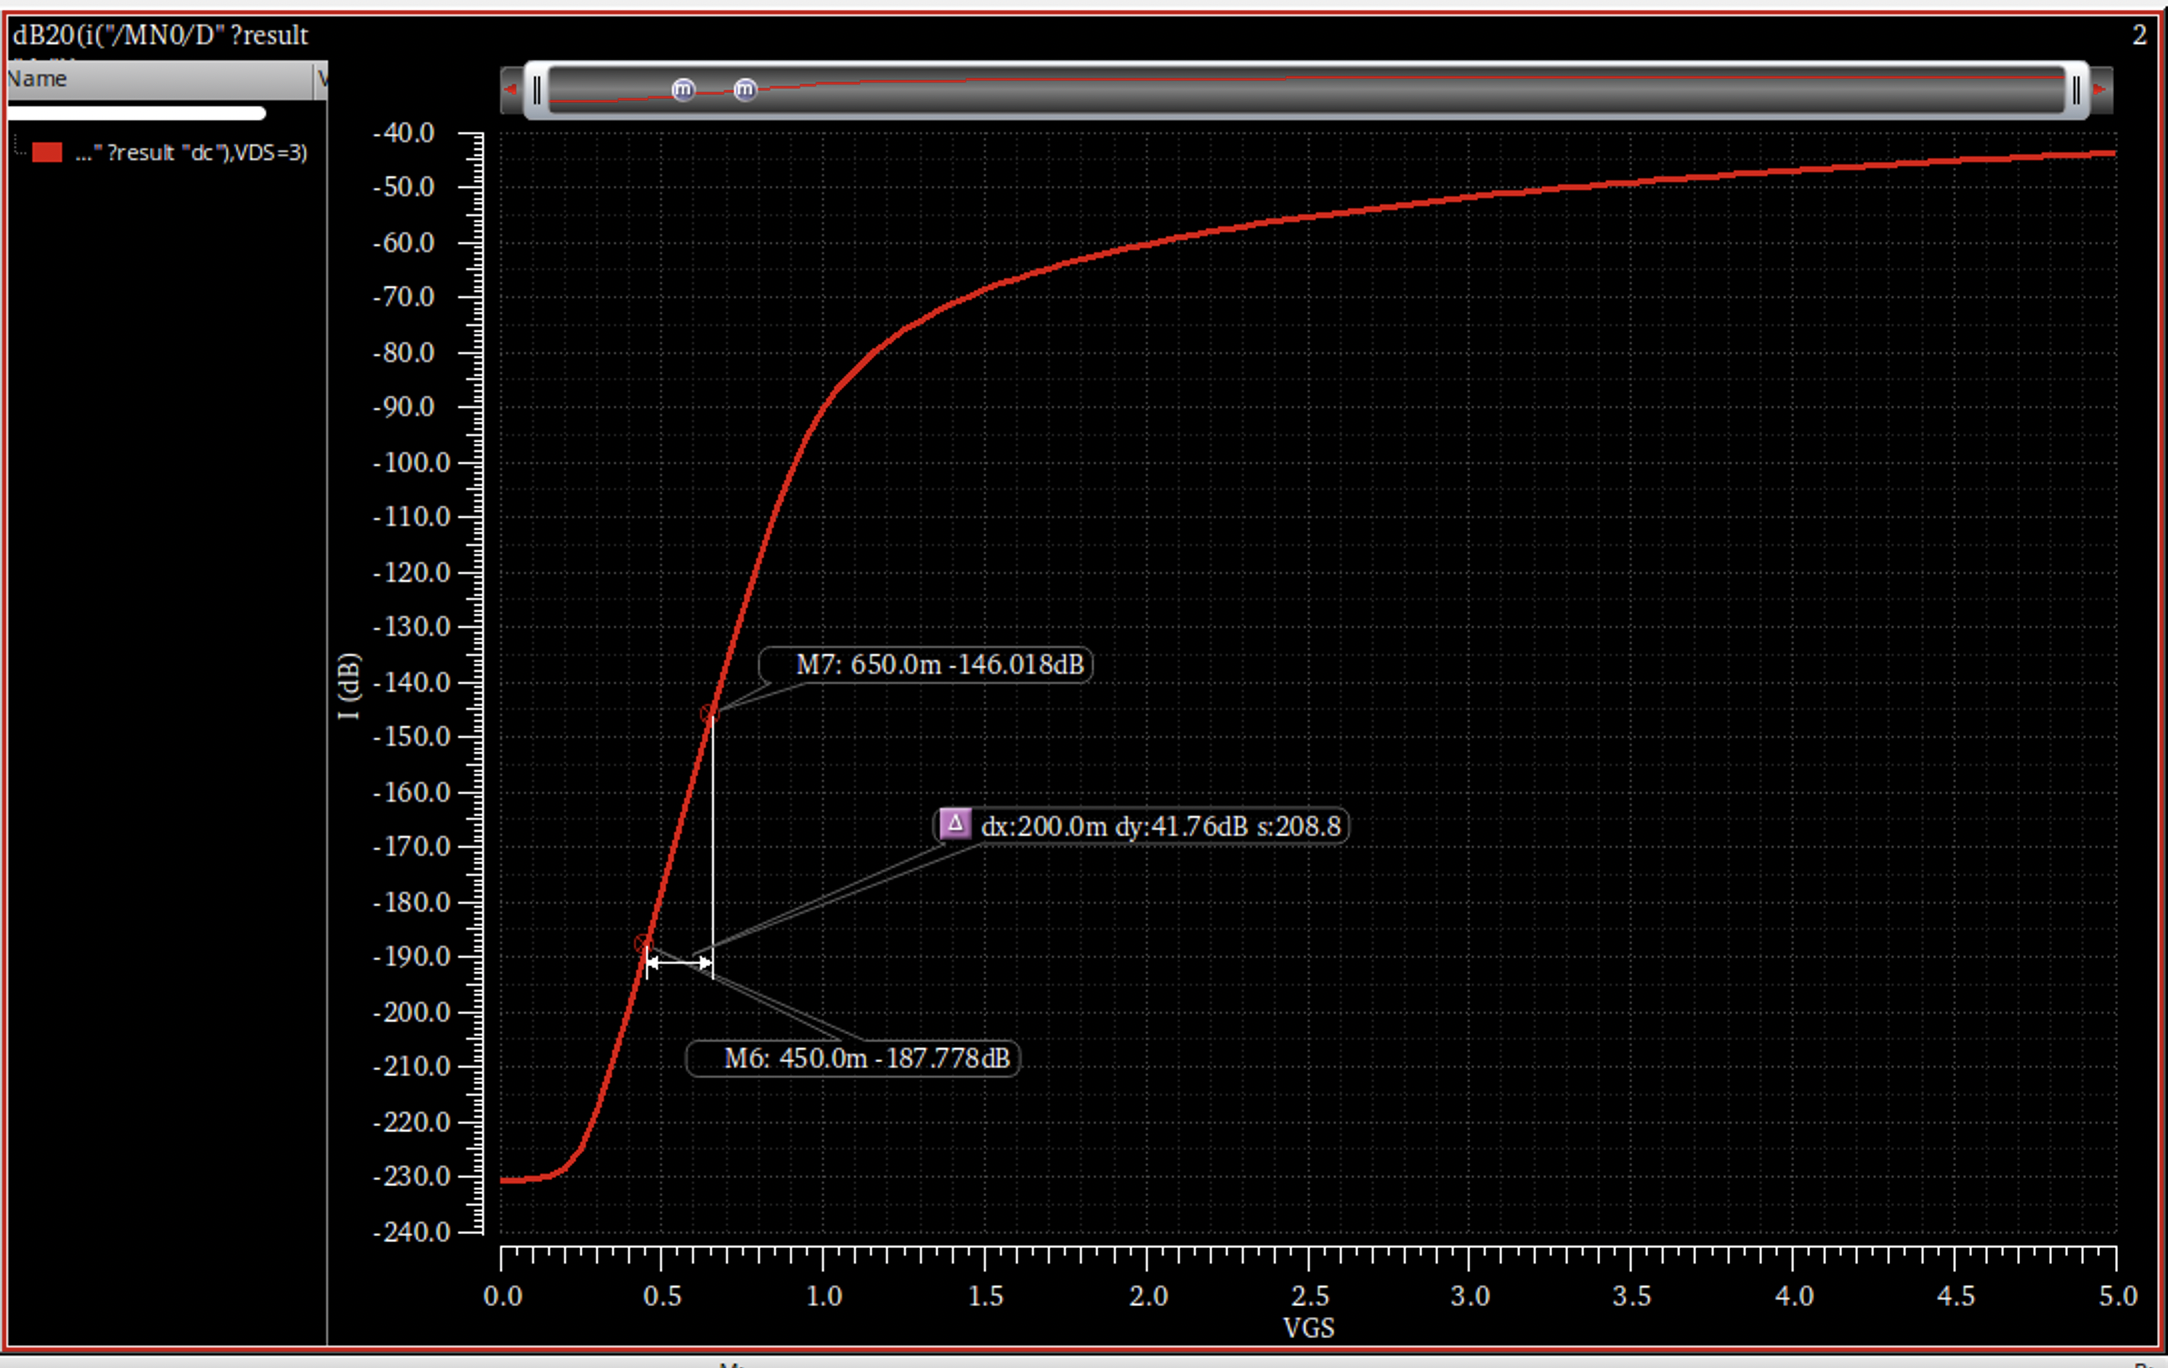 dB20(i("/MN0/D" ?result
2
Name
..." ?result "dc"),VDS=3)
m
m
-40.0
-50.0
-60.0
-70.0
-80.0
-90.0
-100.0
-110.0
-120.0
-130.0
-140.0
-150.0
-160.0
-170.0
-180.0
-190.0
-200.0
-210.0
-220.0
-230.0
-240.0
I (dB)
M7: 650.0m -146.018dB
Δ dx:200.0m dy:41.76dB s:208.8
M6: 450.0m -187.778dB
0.0 0.5 1.0 1.5 2.0 2.5 3.0 3.5 4.0 4.5 5.0
VGS